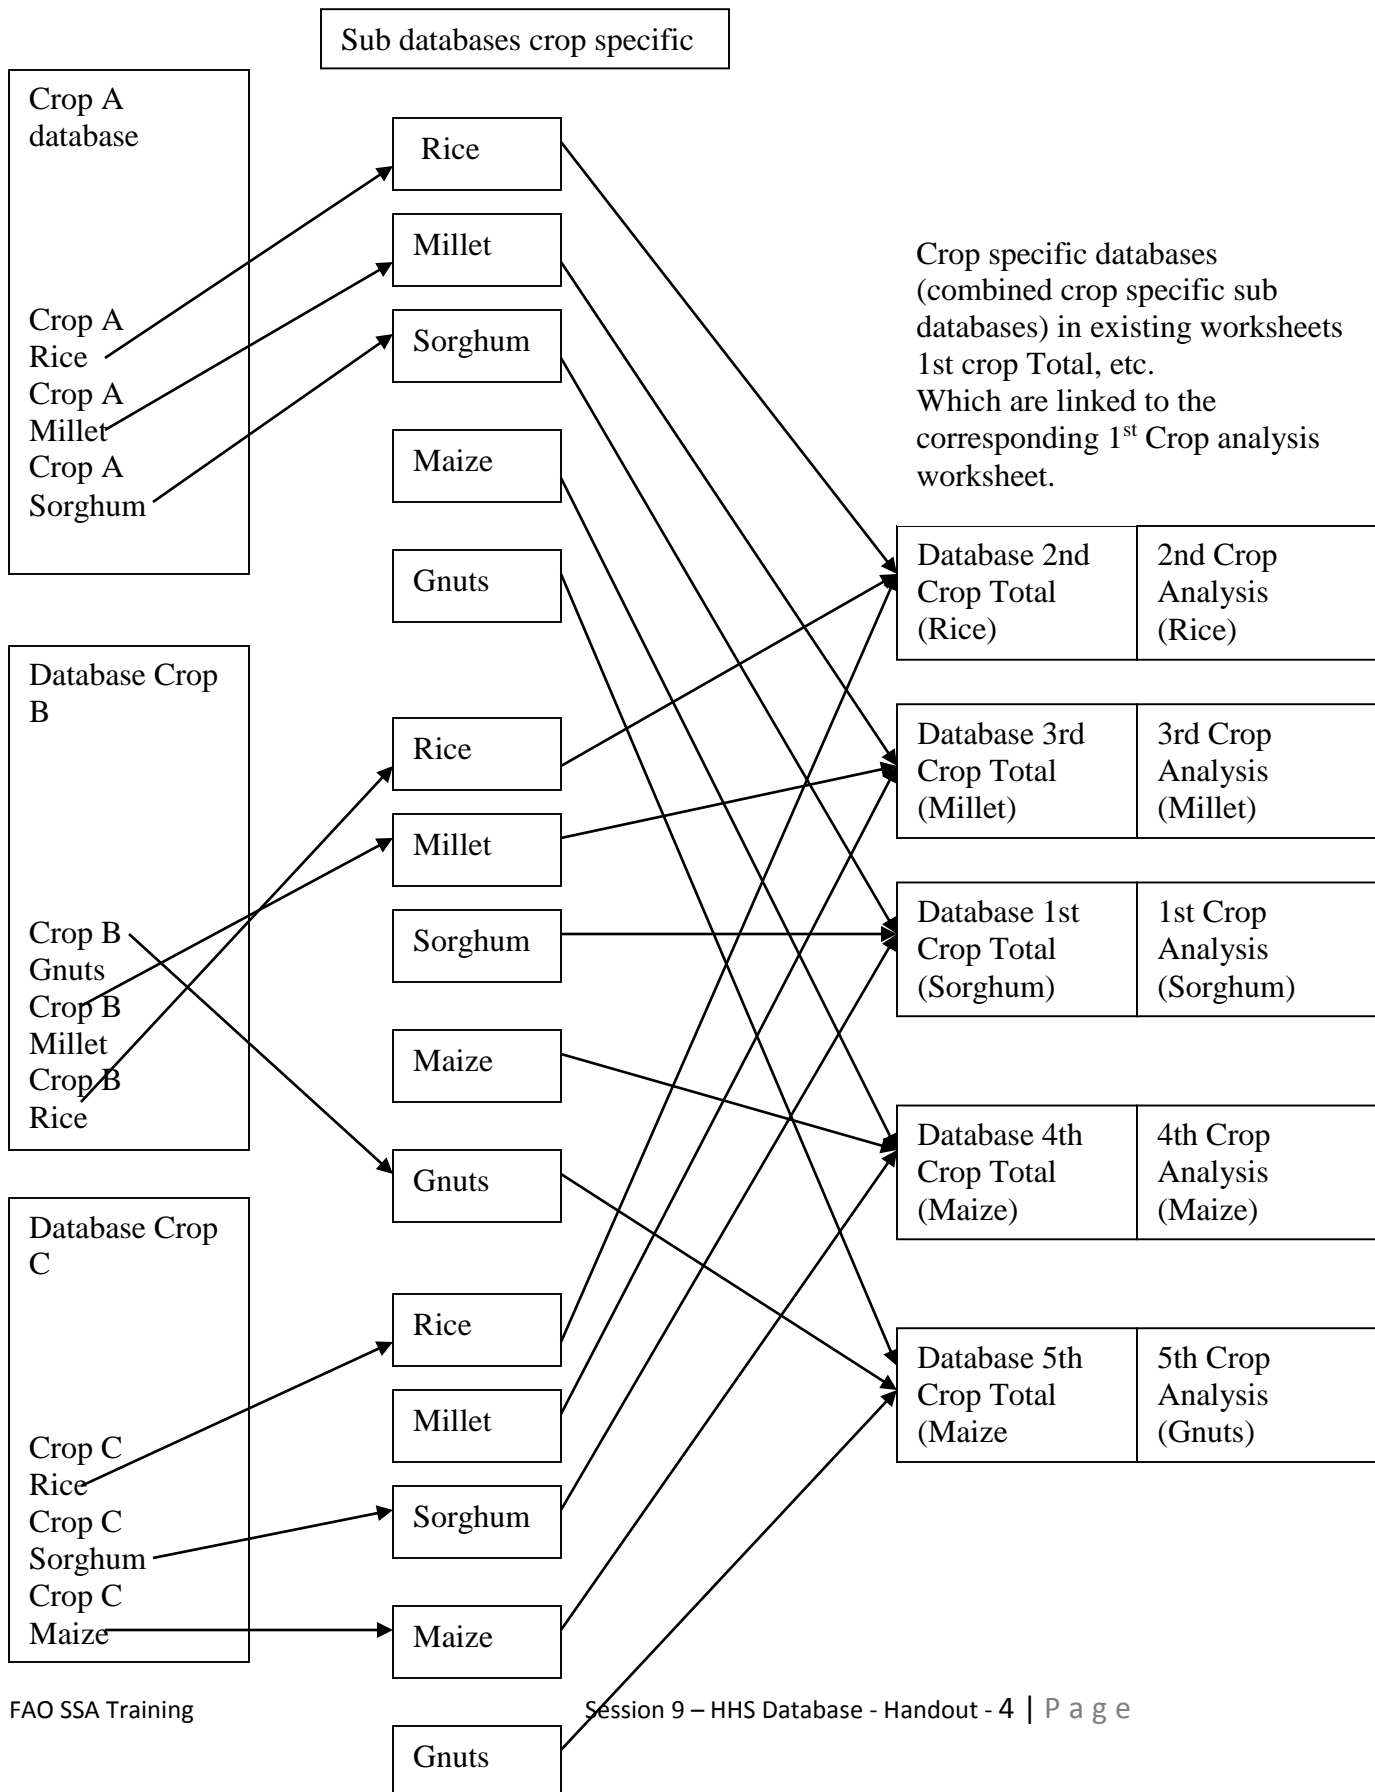 Sub databases crop specific
Crop A
database
Crop A
Rice
Crop A
Millet
Crop A
Sorghum
Rice
Millet
Sorghum
Maize
Gnuts
Crop specific databases
(combined crop specific sub
databases) in existing worksheets
1st crop Total, etc.
Which are linked to the
corresponding 1st Crop analysis
worksheet.
Database 2nd
Crop Total
(Rice)
2nd Crop
Analysis
(Rice)
Database Crop
B
Crop B
Gnuts
Crop B
Millet
Crop B
Rice
Rice
Millet
Sorghum
Maize
Gnuts
Database 3rd
Crop Total
(Millet)
3rd Crop
Analysis
(Millet)
Database 1st
Crop Total
(Sorghum)
1st Crop
Analysis
(Sorghum)
Database 4th
Crop Total
(Maize)
4th Crop
Analysis
(Maize)
Database Crop
C
Crop C
Rice
Crop C
Sorghum
Crop C
Maize
Rice
Millet
Sorghum
Maize
Gnuts
Database 5th
Crop Total
(Maize
5th Crop
Analysis
(Gnuts)
FAO SSA Training
Session 9 – HHS Database - Handout - 4 | P a g e